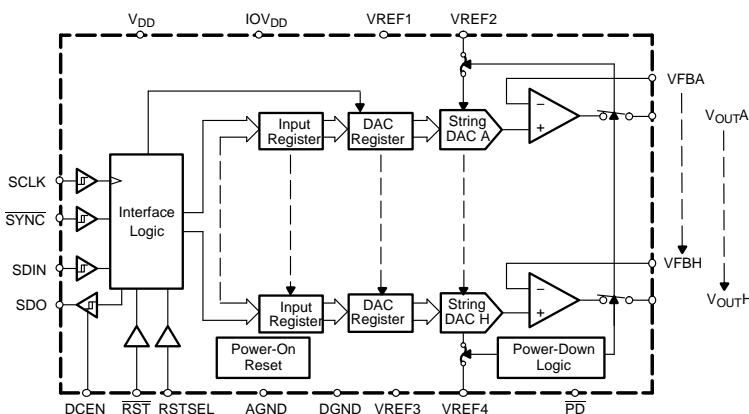 VDD IOVDD VREF1 VREF2
VFBA
VOUTA
Input
Register
DAC
Register
String
DAC A
−
+
SCLK
SYNC
SDIN
SDO
Interface
Logic
VFBH
VOUTH
Input
Register
DAC
Register
String
DAC H
−
+
Power-On
Reset
Power-Down
Logic
DCEN RST RSTSEL AGND DGND VREF3 VREF4 PD